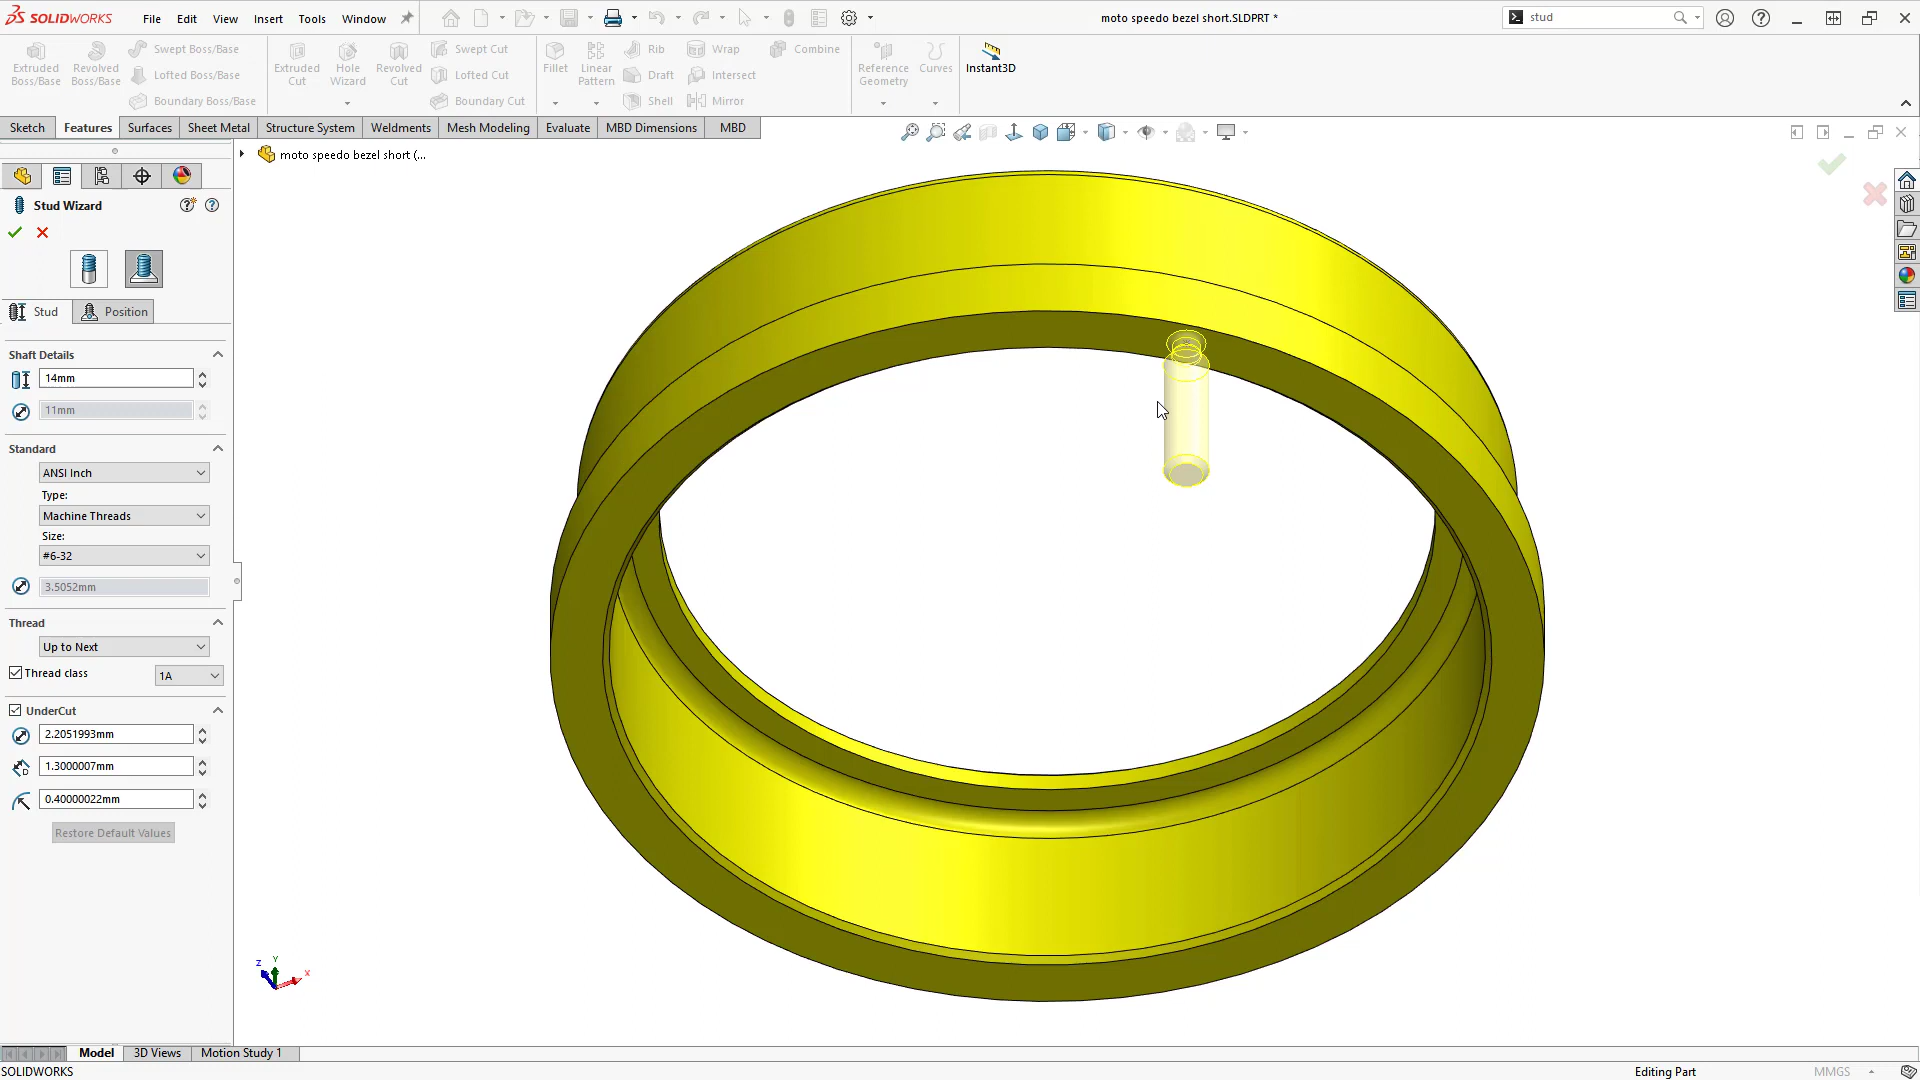 SOLIDWORKS File Edit View Insert Tools Window moto speedo bezel short.SLDPRT * stud
Extruded Boss/Base
Revolved Boss/Base
Swept Boss/Base
Lofted Boss/Base
Boundary Boss/Base
Extruded Cut
Hole Wizard
Revolved Cut
Swept Cut
Lofted Cut
Boundary Cut
Fillet
Linear Pattern
Rib
Draft
Shell
Wrap
Intersect
Mirror
Combine
Reference Geometry
Curves
Instant3D
Sketch Features Surfaces Sheet Metal Structure System Weldments Mesh Modeling Evaluate MBD Dimensions MBD
moto speedo bezel short (...
Stud Wizard
Stud Position
Shaft Details
14mm
11mm
Standard
ANSI Inch
Type:
Machine Threads
Size:
#6-32
3.5052mm
Thread
Up to Next
Thread class 1A
UnderCut
2.2051993mm
1.3000007mm
0.40000022mm
Restore Default Values
Z Y X
Model 3D Views Motion Study 1
SOLIDWORKS Editing Part MMGS